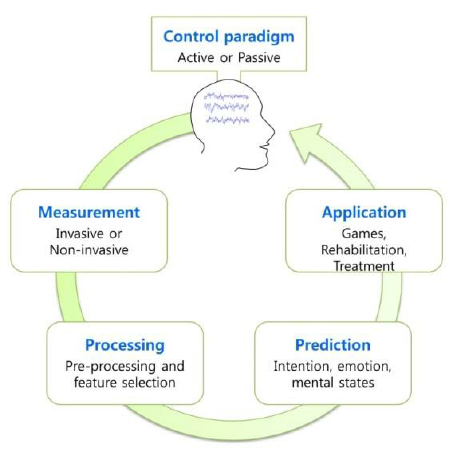 Control paradigm
Active or Passive
Measurement
Invasive or
Non-invasive
Application
Games,
Rehabilitation,
Treatment
Processing
Pre-processing and
feature selection
Prediction
Intention, emotion,
mental states